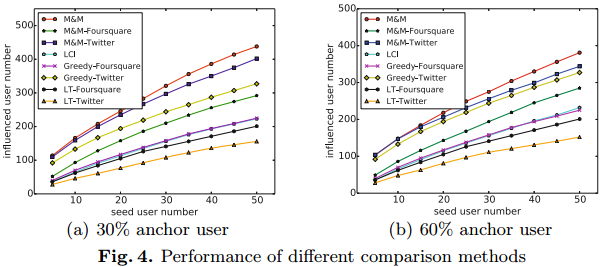 M&M
M&M-Foursquare
M&M-Twitter
LCI
Greedy-Foursquare
Greedy-Twitter
LT-Foursquare
LT-Twitter
influenced user number
500
400
300
200
100
0
10 20 30 40 50
seed user number
(a) 30% anchor user
M&M
M&M-Foursquare
M&M-Twitter
LCI
Greedy-Foursquare
Greedy-Twitter
LT-Foursquare
LT-Twitter
influenced user number
500
400
300
200
100
0
10 20 30 40 50
seed user number
(b) 60% anchor user
Fig. 4. Performance of different comparison methods